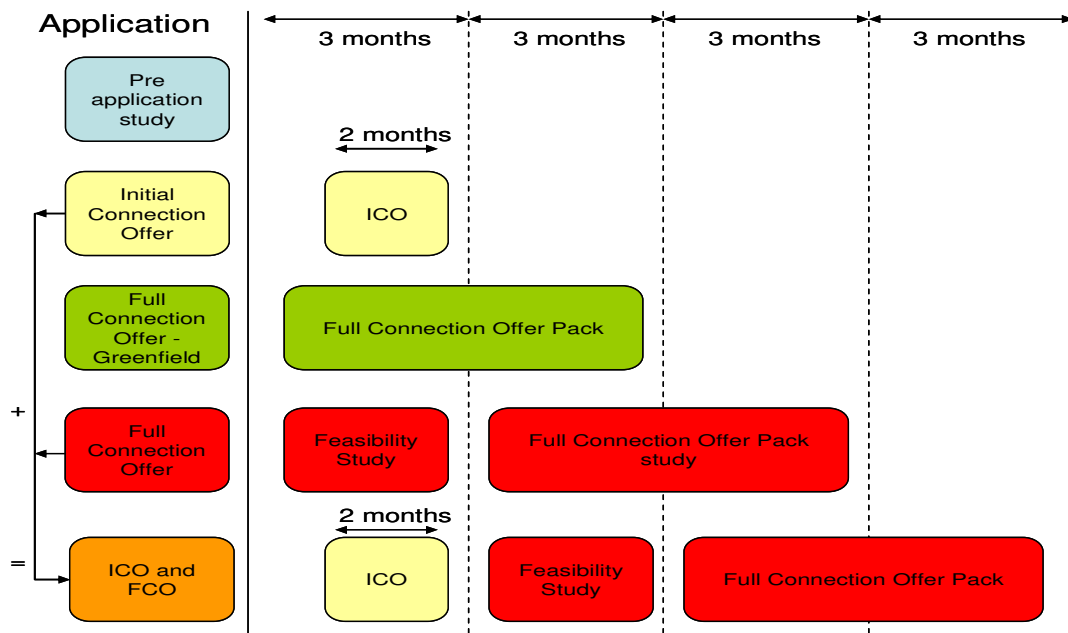 Application
3 months
3 months
3 months
3 months
Pre
application
study
2 months
Initial
Connection
Offer
ICO
Full
Connection
Offer -
Greenfield
Full Connection Offer Pack
+
Full
Connection
Offer
Feasibility
Study
Full Connection Offer Pack
study
2 months
=
ICO and
FCO
ICO
Feasibility
Study
Full Connection Offer Pack